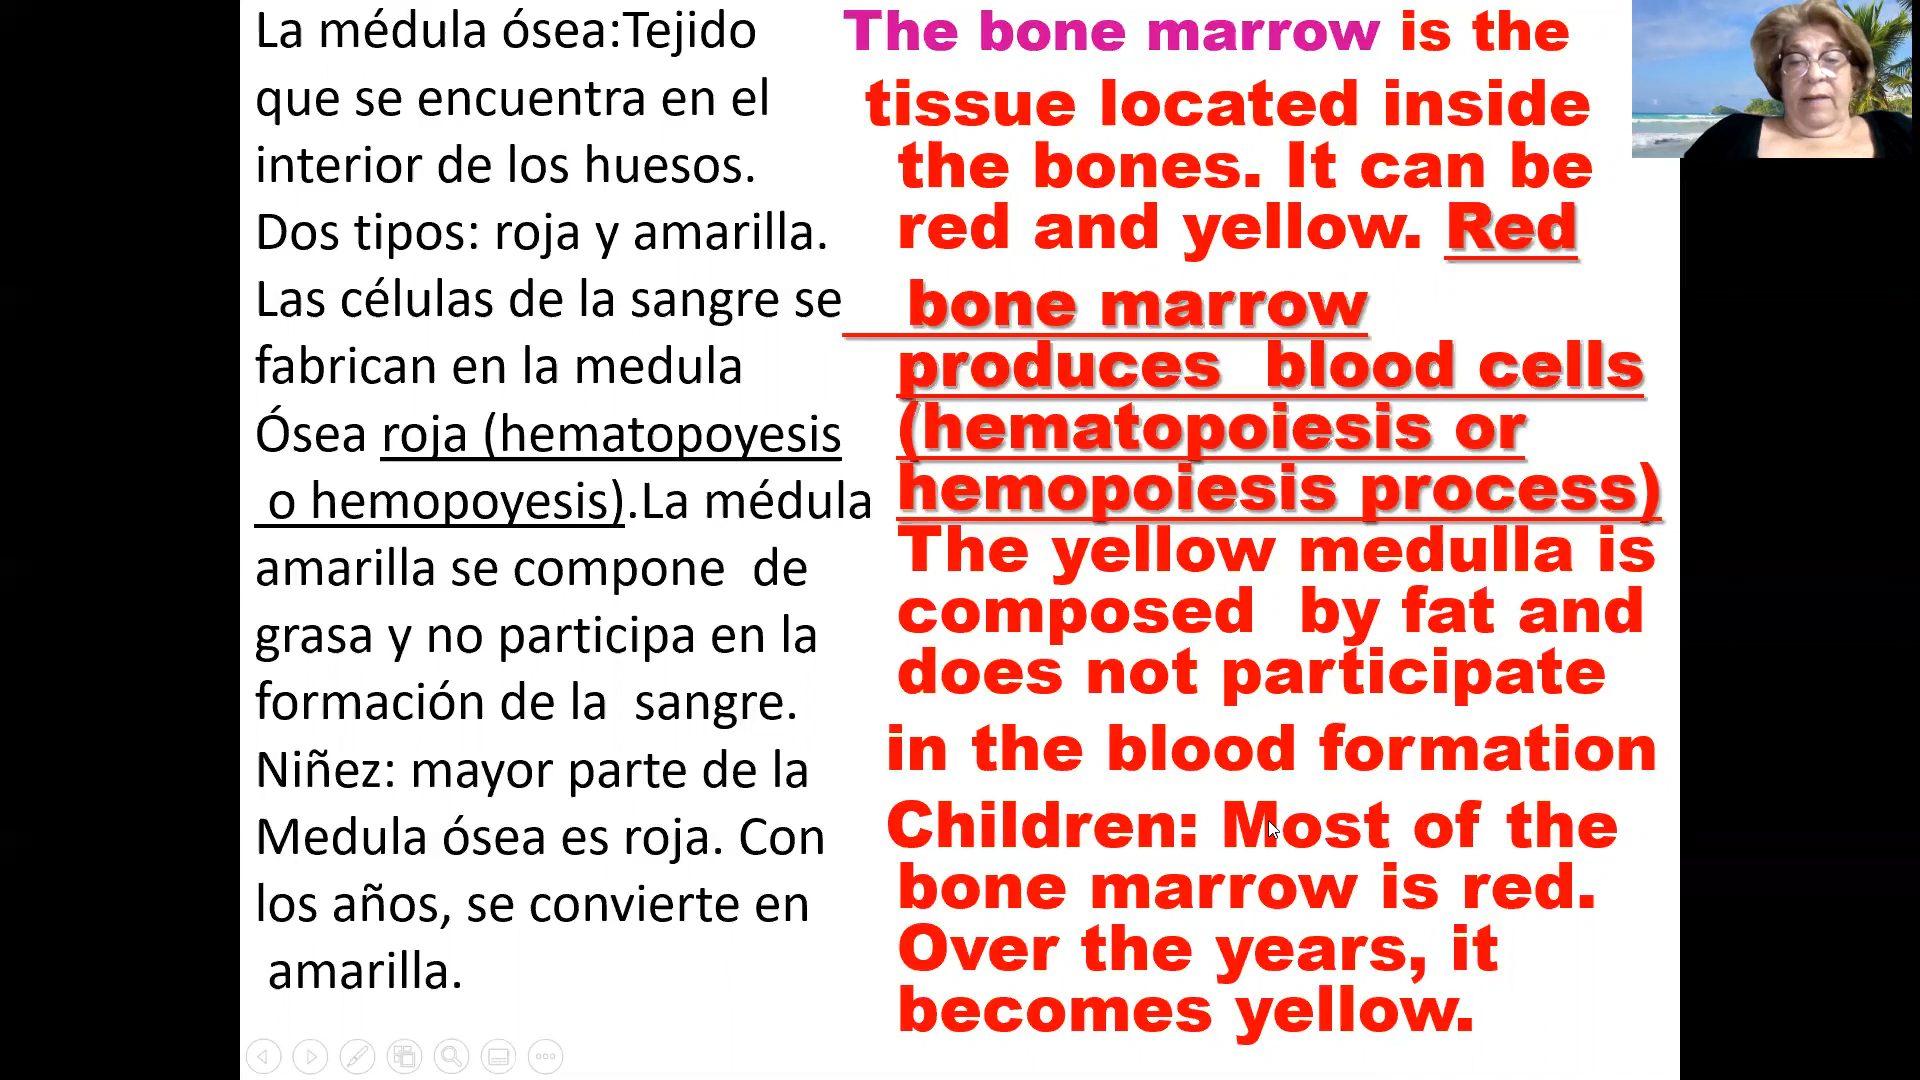 La médula ósea:Tejido
que se encuentra en el
interior de los huesos.
Dos tipos: roja y amarilla.
Las células de la sangre se
fabrican en la medula
Ósea roja (hematopoyesis
o hemopoyesis).La médula
amarilla se compone de
grasa y no participa en la
formación de la sangre.
Niñez: mayor parte de la
Medula ósea es roja. Con
los años, se convierte en
amarilla.
The bone marrow is the
tissue located inside
the bones. It can be
red and yellow. Red
bone marrow
produces blood cells
(hematopoiesis or
hemopoiesis process)
The yellow medulla is
composed by fat and
does not participate
in the blood formation
Children: Most of the
bone marrow is red.
Over the years, it
becomes yellow.